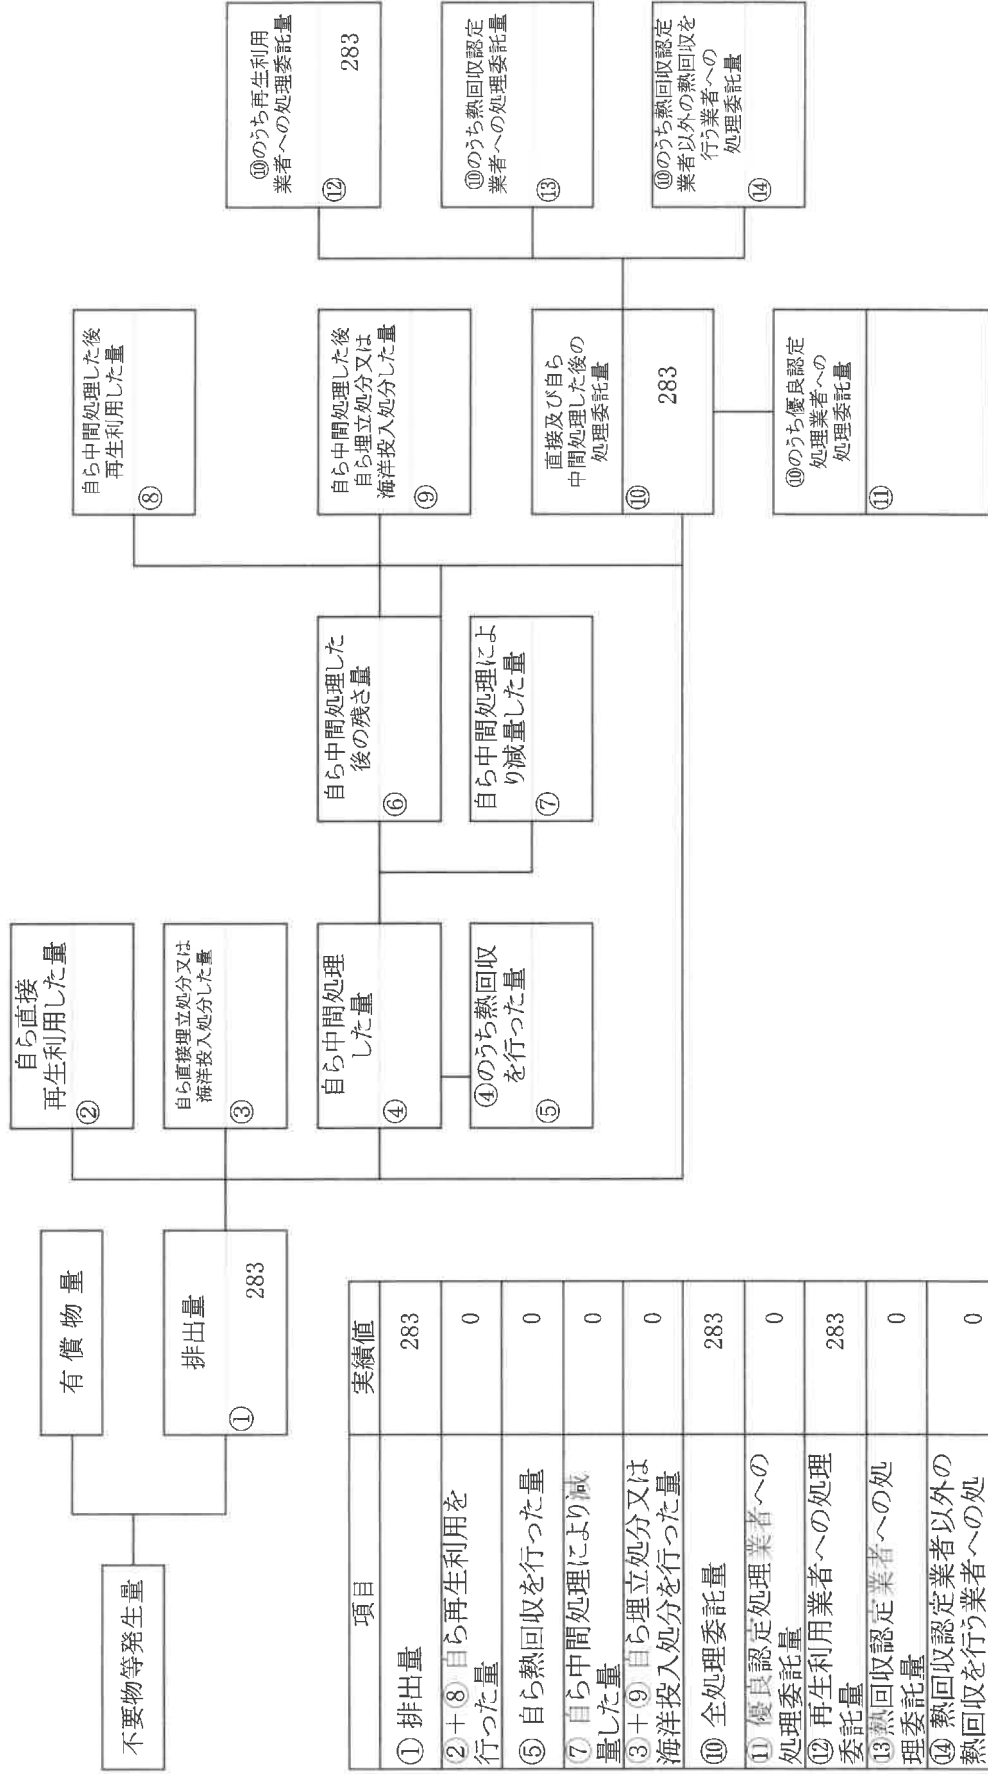 不要物等発生量
有償物量
排出量
①
283
自ら直接
再生利用した量
②
自ら直接埋立処分又は
海洋投入処分した量
③
自ら中間処理
した量
④
④のうち熱回収
を行った量
⑤
自ら中間処理した
後の残さ量
⑥
自ら中間処理によ
り減量した量
⑦
自ら中間処理した後
再生利用した量
⑧
自ら中間処理した後
自ら埋立処分又は
海洋投入処分した量
⑨
直接及び自ら
中間処理した後の
処理委託量
⑩
283
⑩のうち優良認定
処理業者への
処理委託量
⑪
⑩のうち再生利用
業者への処理委託量
⑫
283
⑩のうち熱回収認定
業者への処理委託量
⑬
⑩のうち熱回収認定
業者以外の熱回収を
行う業者への
処理委託量
⑭
項目 実績値
①排出量 283
②+⑧自ら再生利用を
行った量 0
⑤自ら熱回収を行った量 0
⑦自ら中間処理により減
量した量 0
③+⑨自ら埋立処分又は
海洋投入処分を行った量 0
⑩全処理委託量 283
⑪優良認定処理業者への
処理委託量 0
⑫再生利用業者への処理
委託量 283
⑬熱回収認定業者への処
理委託量 0
⑭熱回収認定業者以外の
熱回収を行う業者への処 0